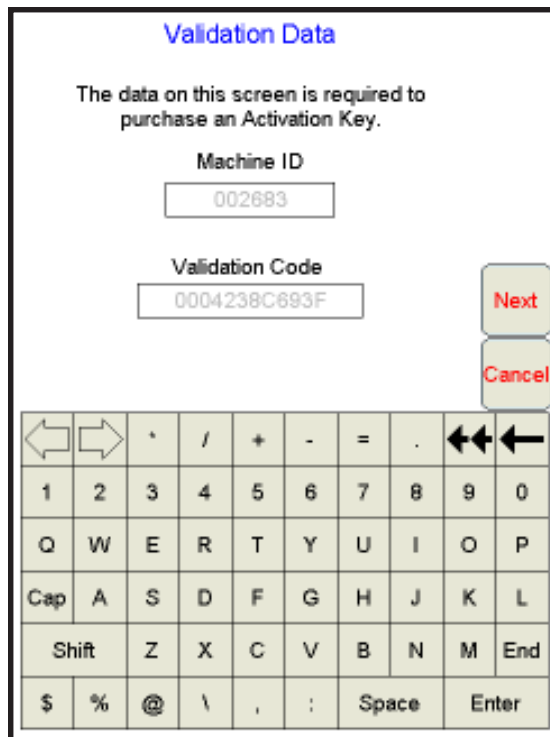 Validation Data
The data on this screen is required to
purchase an Activation Key.
Machine ID
002683
Validation Code
0004238C693F
Next
Cancel
* / + - = .
1 2 3 4 5 6 7 8 9 0
Q W E R T Y U I O P
Cap A S D F G H J K L
Shift Z X C V B N M End
$ % @ \ , : Space Enter